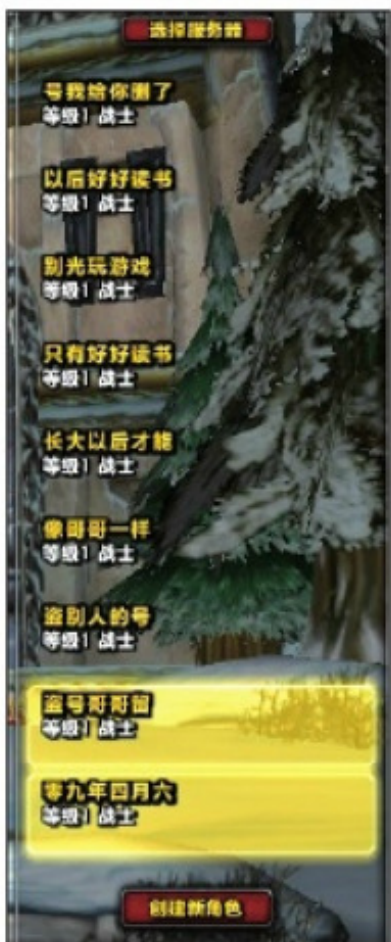 选择服务器
号我给你删了
等级1 战士
以后好好读书
等级1 战士
别光玩游戏
等级1 战士
只有好好读书
等级1 战士
长大以后才能
等级1 战士
像哥哥一样
等级1 战士
盗别人的号
等级1 战士
盗号哥哥留
等级1 战士
零九年四月六
等级1 战士
创建新角色